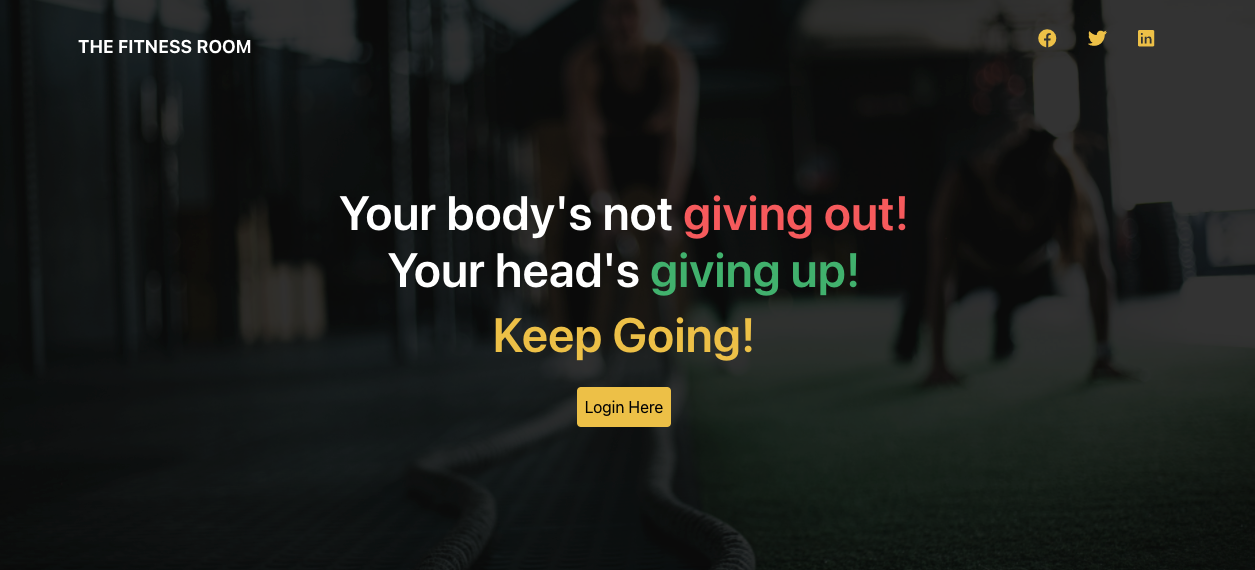 THE FITNESS ROOM
Your body's not giving out!
Your head's giving up!
Keep Going!
Login Here